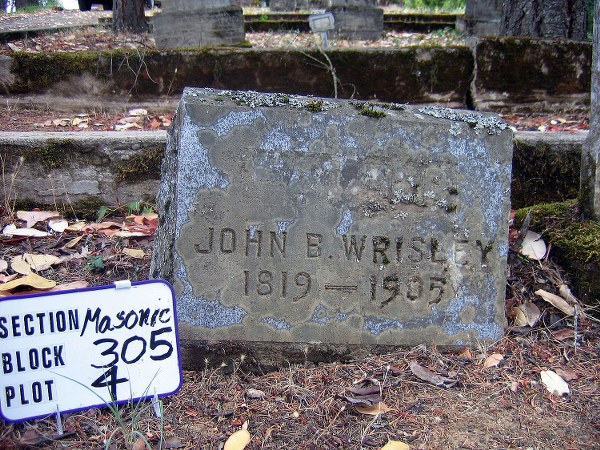 JOHN B. WRISLEY
1819 — 1905
SECTION Masonic
BLOCK 305
PLOT 4